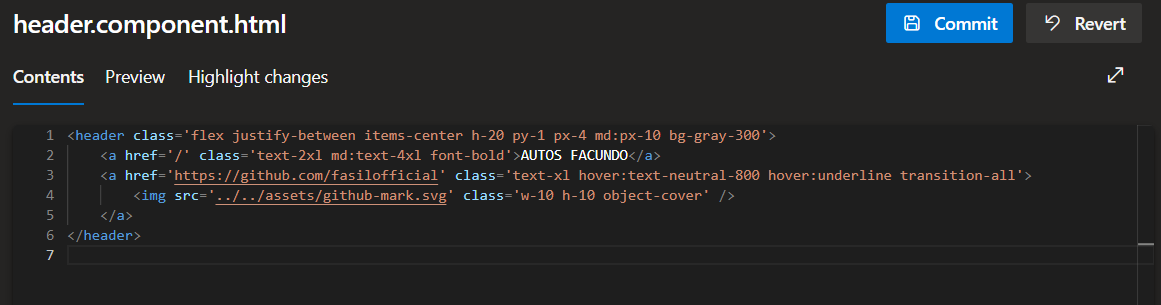 header.component.html
Commit
Revert
Contents
Preview
Highlight changes
1 <header class='flex justify-between items-center h-20 py-1 px-4 md:px-10 bg-gray-300'>
2     <a href='/' class='text-2xl md:text-4xl font-bold'>AUTOS FACUNDO</a>
3     <a href='https://github.com/fasilofficial' class='text-xl hover:text-neutral-800 hover:underline transition-all'>
4         <img src='../../assets/github-mark.svg' class='w-10 h-10 object-cover' />
5     </a>
6 </header>
7